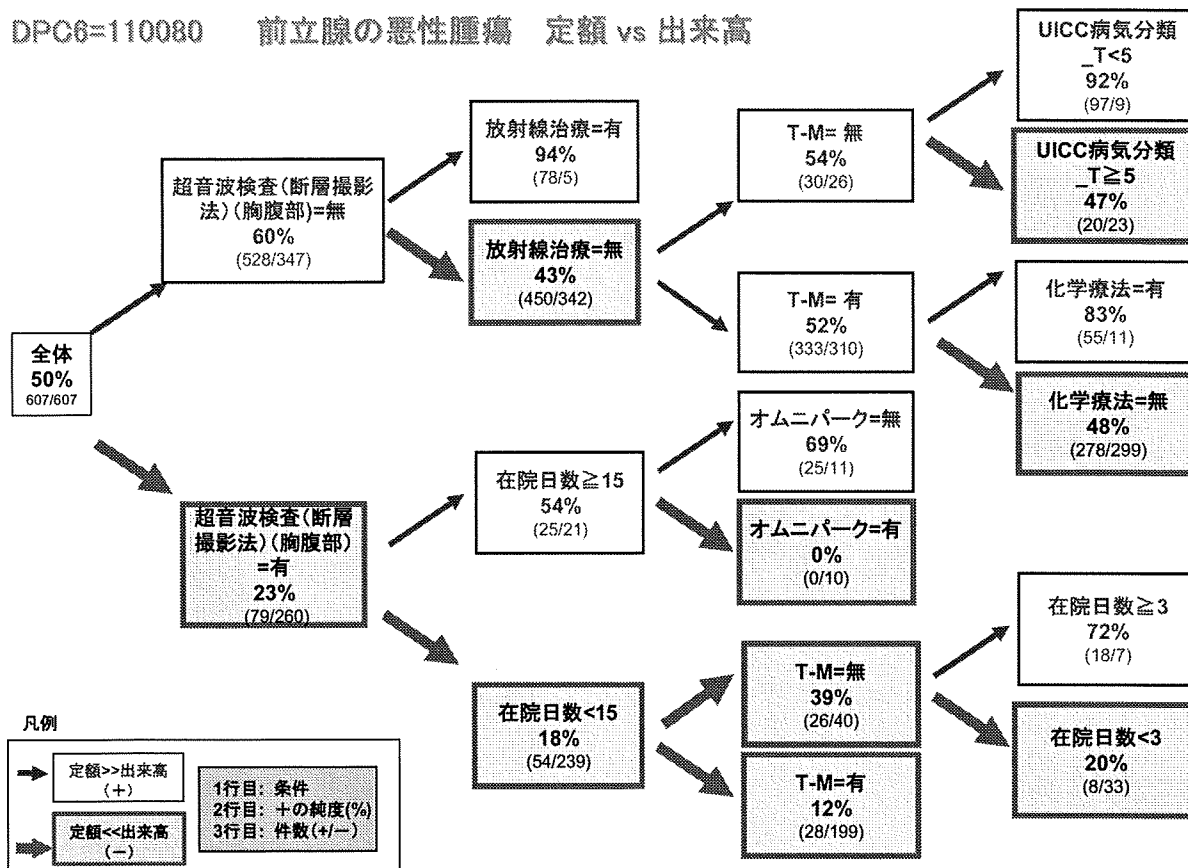 DPC6=110080 前立腺の悪性腫瘍 定額 vs 出来高
全体
50%
607/607
超音波検査(断層撮影
法)(胸腹部)=無
60%
(528/347)
超音波検査(断層
撮影法)(胸腹部)
=有
23%
(79/260)
放射線治療=有
94%
(78/5)
放射線治療=無
43%
(450/342)
在院日数≧15
54%
(25/21)
在院日数<15
18%
(54/239)
T-M= 無
54%
(30/26)
T-M= 有
52%
(333/310)
オムニパーク=無
69%
(25/11)
オムニパーク=有
0%
(0/10)
T-M=無
39%
(26/40)
T-M=有
12%
(28/199)
UICC病気分類
_T<5
92%
(97/9)
UICC病気分類
_T≧5
47%
(20/23)
化学療法=有
83%
(55/11)
化学療法=無
48%
(278/299)
在院日数≧3
72%
(18/7)
在院日数<3
20%
(8/33)
凡例
定額>>出来高
(+)
定額<<出来高
(-)
1行目: 条件
2行目: +の純度(%)
3行目: 件数(+/-)